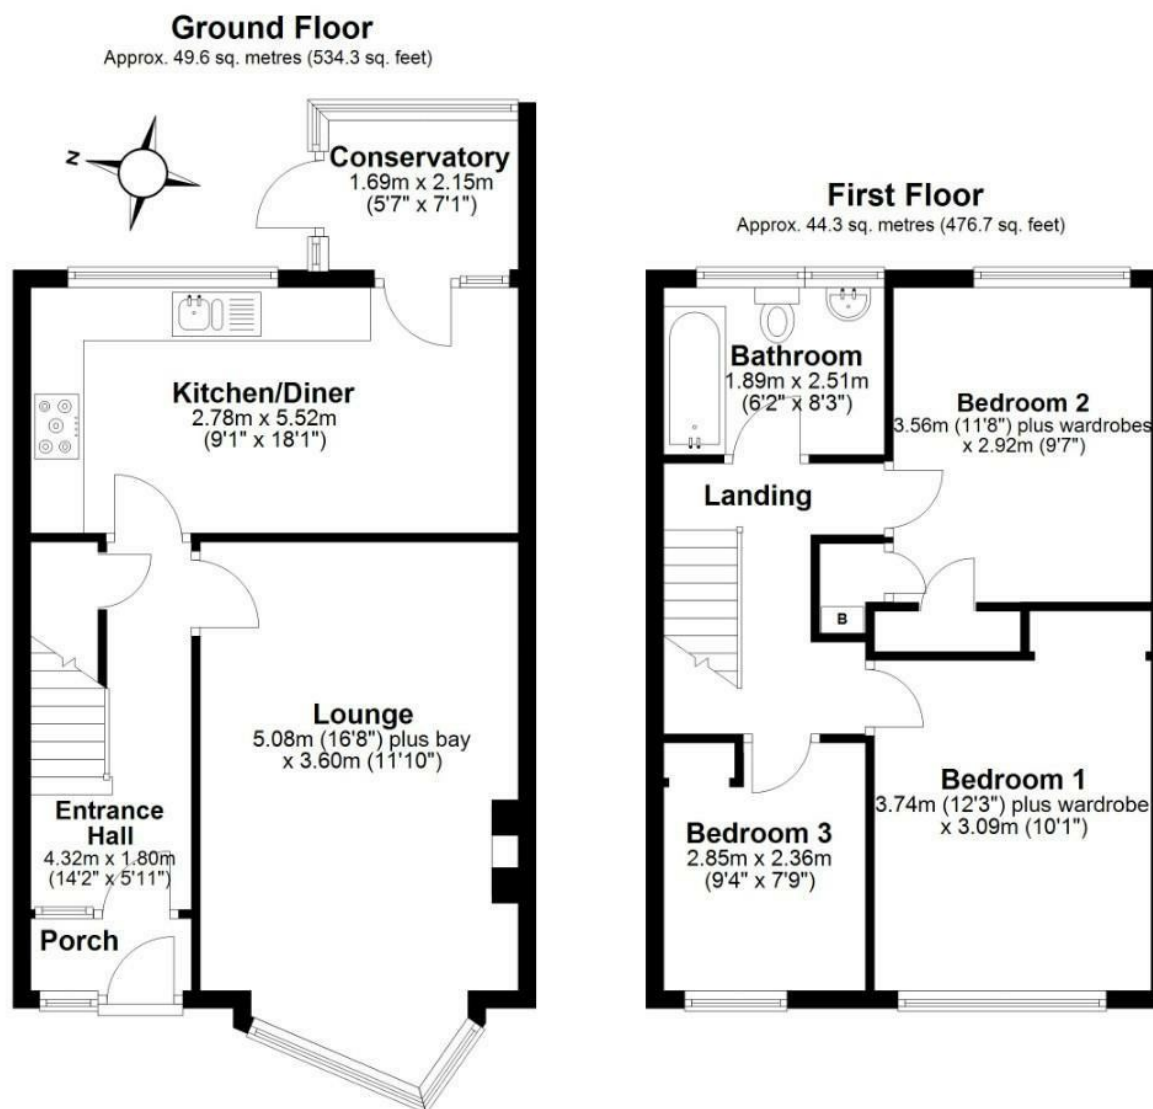 Ground Floor
Approx. 49.6 sq. metres (534.3 sq. feet)
N
Conservatory
1.69m x 2.15m
(5'7" x 7'1")
Kitchen/Diner
2.78m x 5.52m
(9'1" x 18'1")
Lounge
5.08m (16'8") plus bay
x 3.60m (11'10")
Entrance
Hall
4.32m x 1.80m
(14'2" x 5'11")
Porch
First Floor
Approx. 44.3 sq. metres (476.7 sq. feet)
Bathroom
1.89m x 2.51m
(6'2" x 8'3")
Bedroom 2
3.56m (11'8") plus wardrobes
x 2.92m (9'7")
Landing
B
Bedroom 1
3.74m (12'3") plus wardrobe
x 3.09m (10'1")
Bedroom 3
2.85m x 2.36m
(9'4" x 7'9")